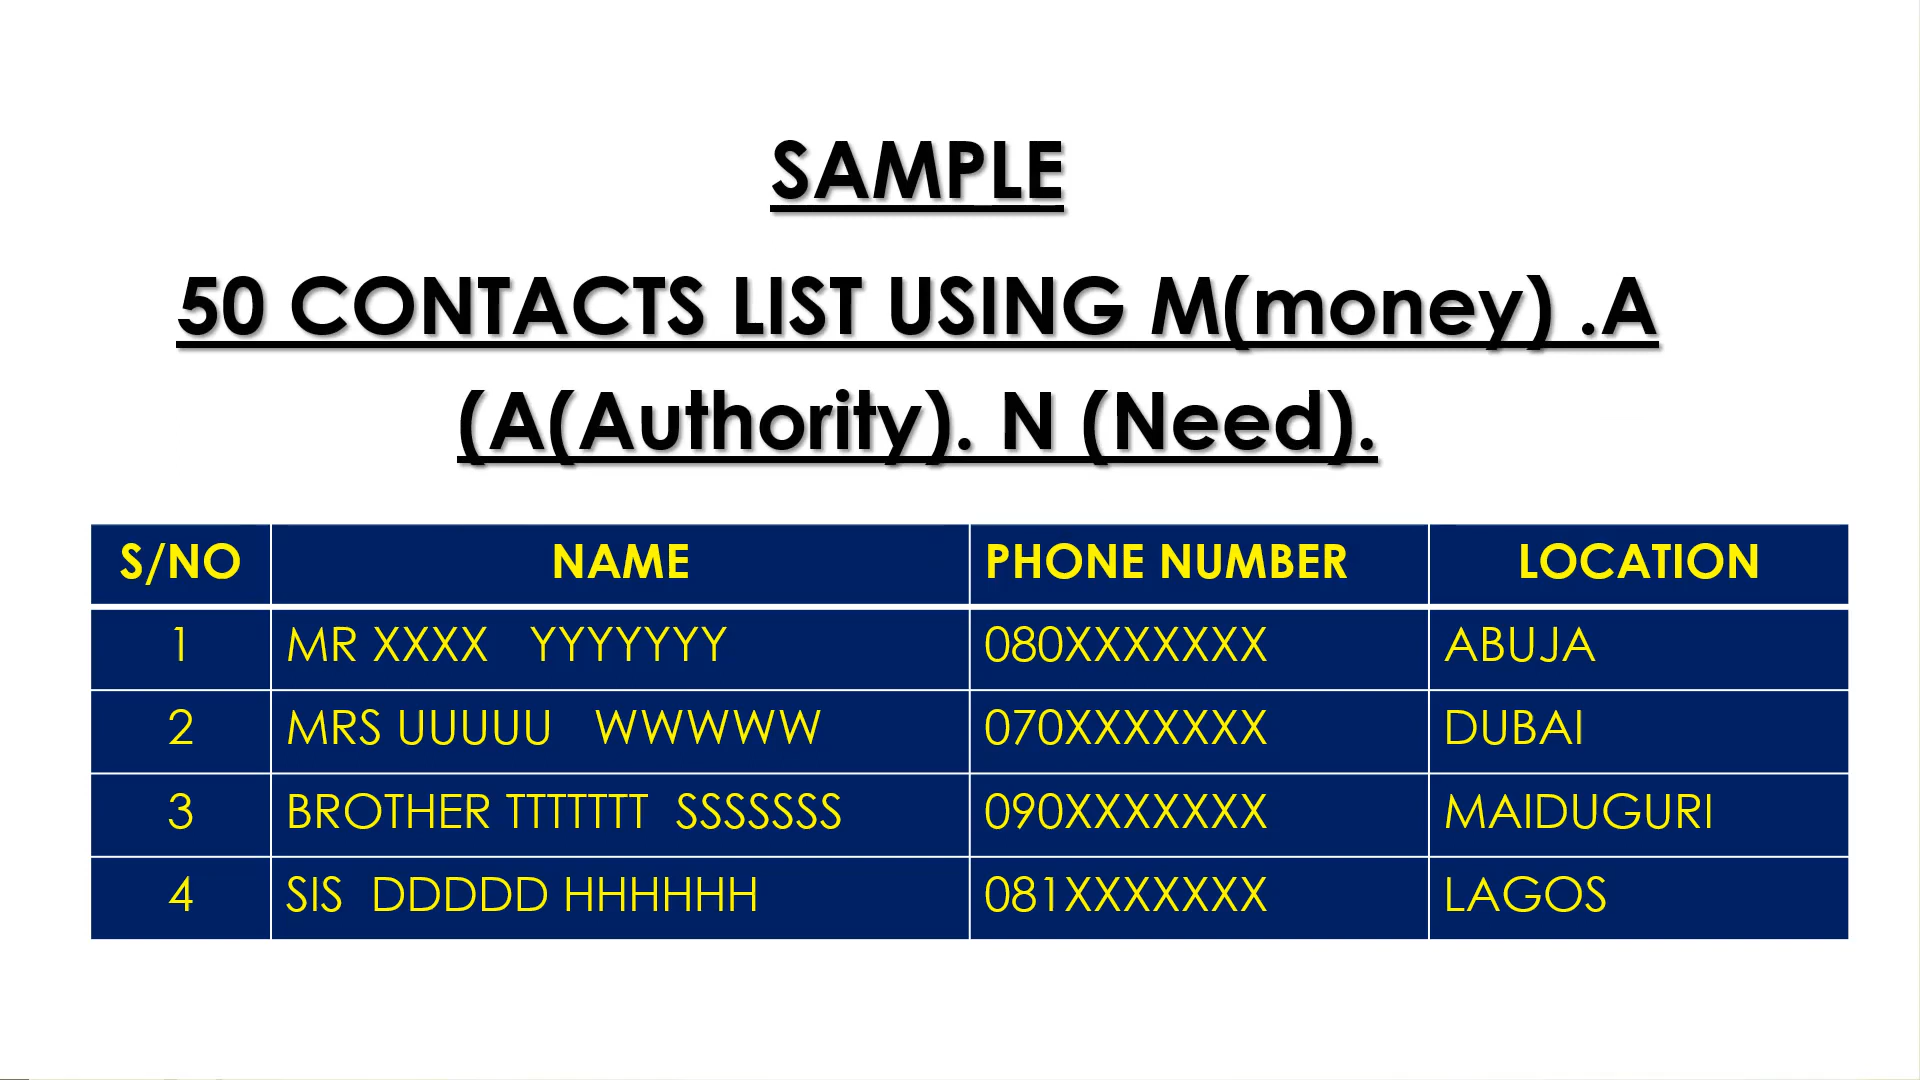 SAMPLE
50 CONTACTS LIST USING M(money) .A
(A(Authority). N (Need).
S/NO NAME PHONE NUMBER LOCATION
1 MR XXXX YYYYYYY 080XXXXXXX ABUJA
2 MRS UUUUU WWWWW 070XXXXXXX DUBAI
3 BROTHER TTTTTTT SSSSSSS 090XXXXXXX MAIDUGURI
4 SIS DDDDD HHHHHH 081XXXXXXX LAGOS